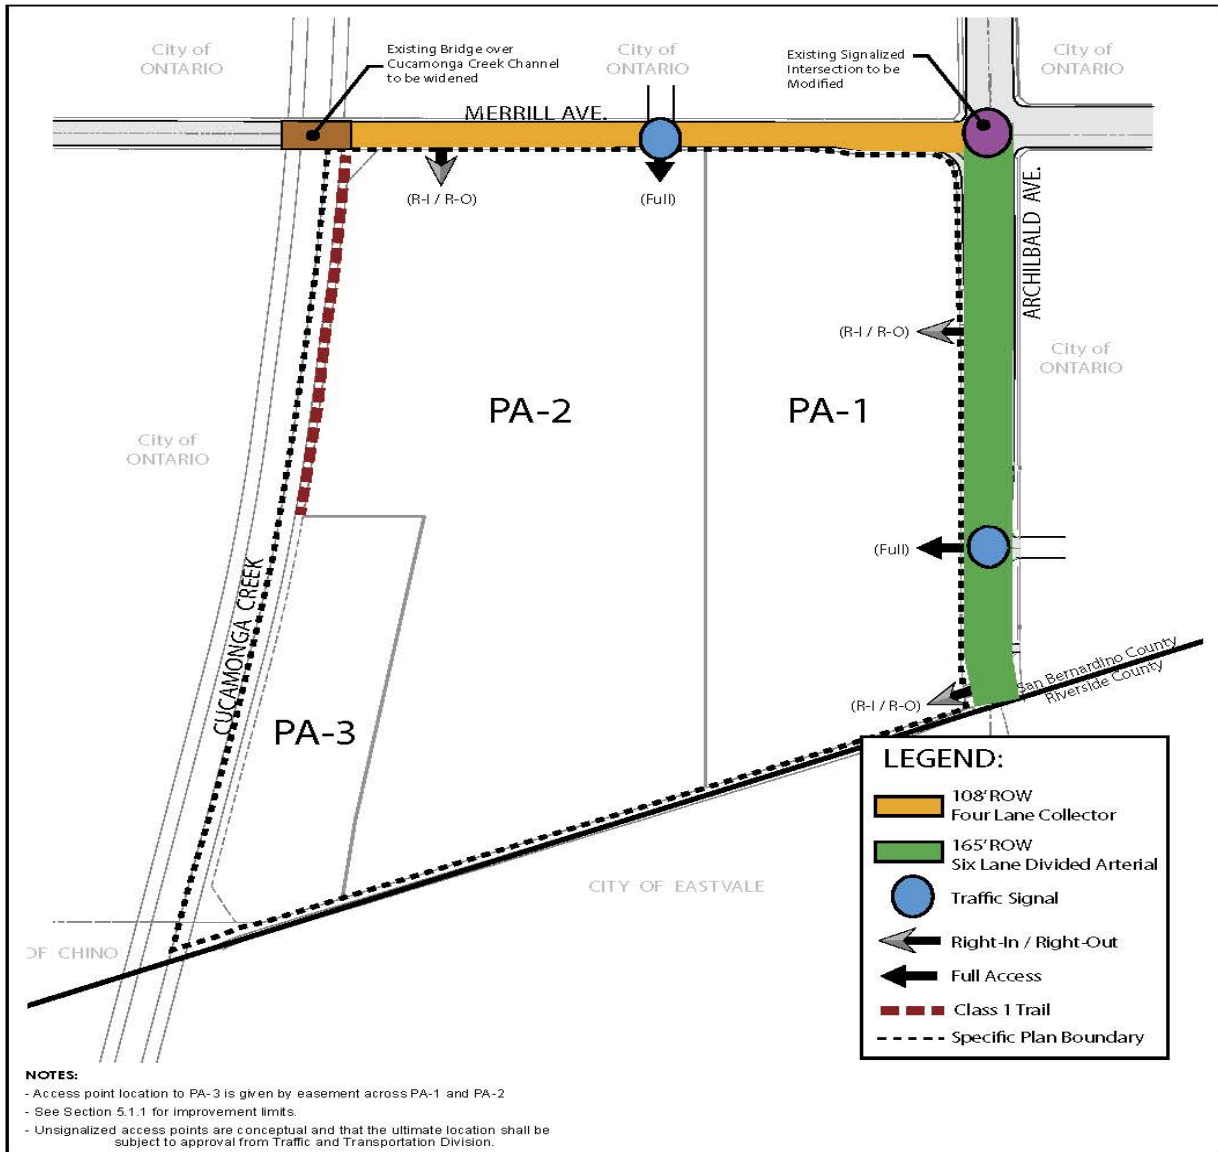 City of
ONTARIO
Existing Bridge over
Cucamonga Creek Channel
to be widened
City of
ONTARIO
Existing Signalized
Intersection to be
Modified
City of
ONTARIO
MERRILL AVE.
(R-I / R-O)
(Full)
ARCHILBALD AVE.
(R-I / R-O)
City of
ONTARIO
PA-2
PA-1
City of
ONTARIO
(Full)
CUCAMONGA CREEK
San Bernardino County
Riverside County
(R-I / R-O)
PA-3
LEGEND:
108' ROW
Four Lane Collector
165' ROW
Six Lane Divided Arterial
Traffic Signal
Right-In / Right-Out
Full Access
Class 1 Trail
Specific Plan Boundary
CITY OF EASTVALE
OF CHINO
NOTES:
- Access point location to PA-3 is given by easement across PA-1 and PA-2
- See Section 5.1.1 for improvement limits.
- Unsignalized access points are conceptual and that the ultimate location shall be
subject to approval from Traffic and Transportation Division.